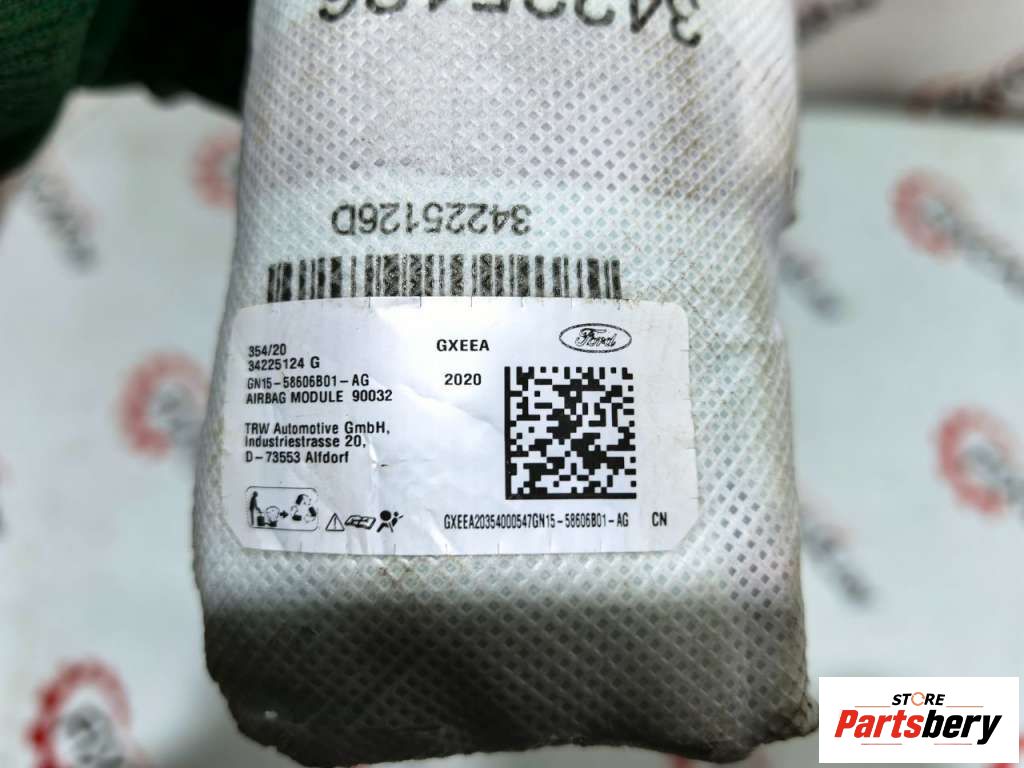 34225126D
354/20
34225124 G
GN15-58606B01-AG
AIRBAG MODULE 90032
TRW Automotive GmbH,
Industriestrasse 20,
D-73553 Alfdorf
GXEEA
2020
Ford
GXEEA20354000547GN15-58606B01-AG CN
STORE
Partsbery